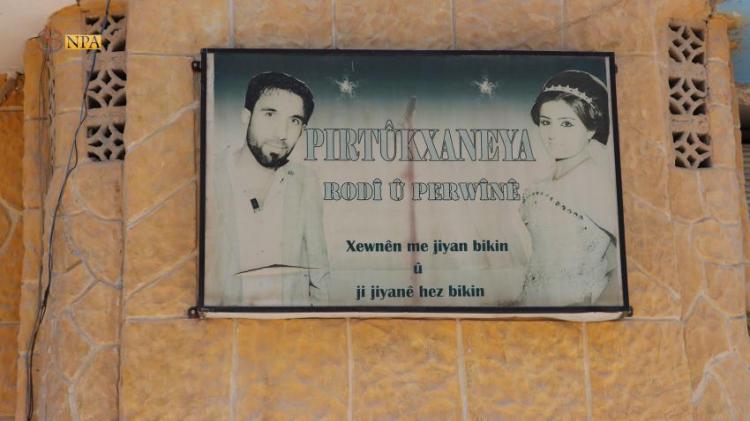 NPA
PIRTÛKXANEYA
RODÎ Û PERWÎNÊ
Xewnên me jiyan bikin
û
ji jiyanê hez bikin